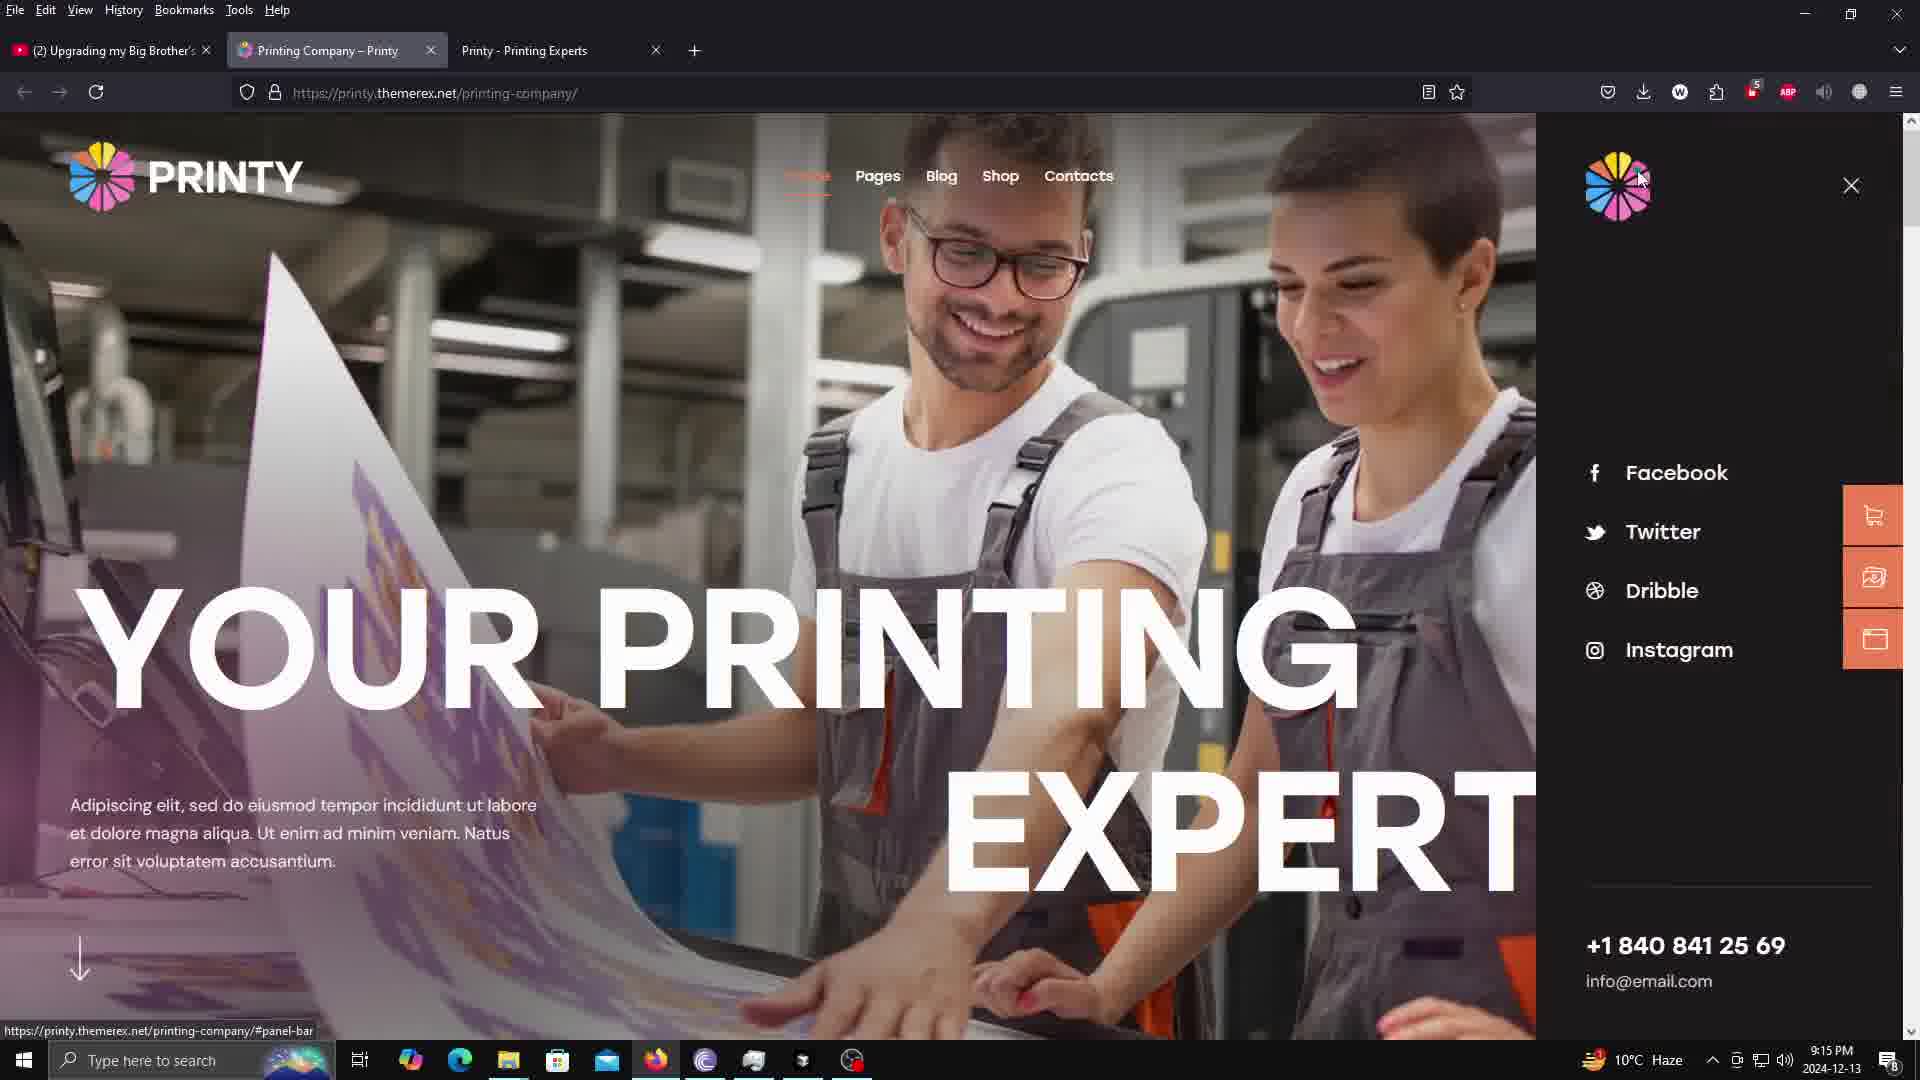 File Edit View History Bookmarks Tools Help
(2) Upgrading my Big Brother's
Printing Company – Printy
Printy - Printing Experts
https://printy.themerex.net/printing-company/
5
W
ABP
PRINTY
Pages Blog Shop Contacts
Facebook
Twitter
Dribble
Instagram
YOUR PRINTING
EXPERT
Adipiscing elit, sed do eiusmod tempor incididunt ut labore
et dolore magna aliqua. Ut enim ad minim veniam. Natus
error sit voluptatem accusantium.
+1 840 841 25 69
info@email.com
https://printy.themerex.net/printing-company/#panel-bar
Type here to search
10°C Haze
9:15 PM
2024-12-13
8